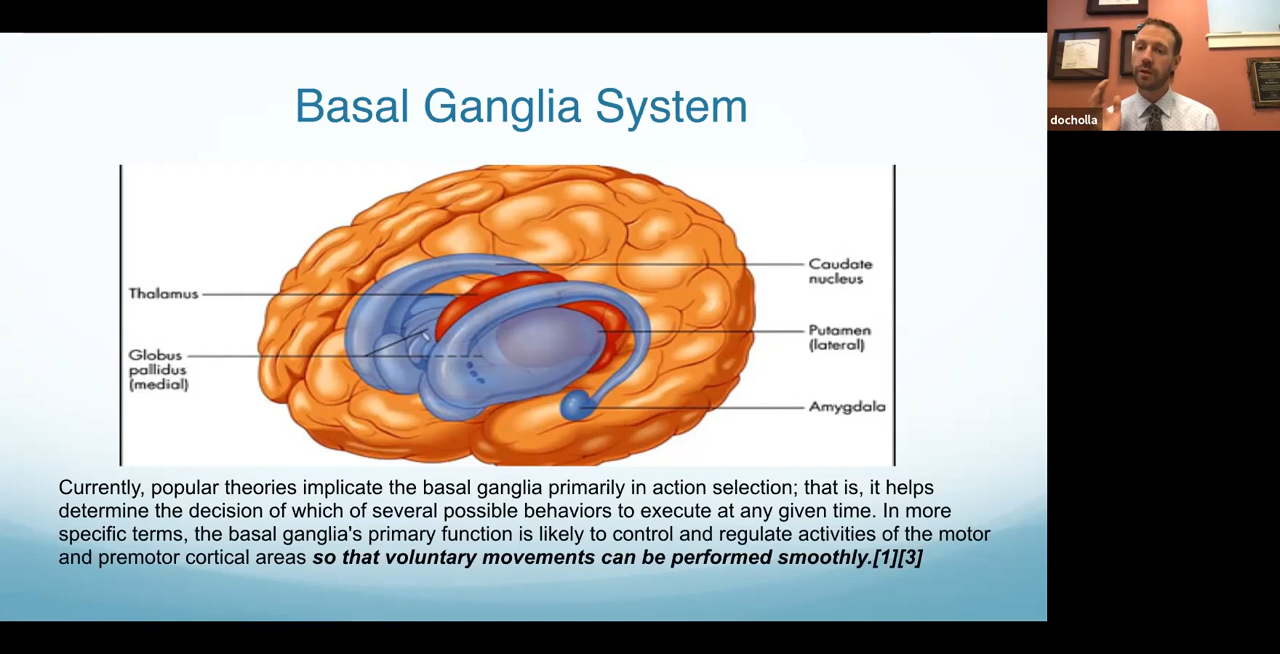 Basal Ganglia System
Thalamus
Globus
pallidus
(medial)
Caudate
nucleus
Putamen
(lateral)
Amygdala
Currently, popular theories implicate the basal ganglia primarily in action selection; that is, it helps
determine the decision of which of several possible behaviors to execute at any given time. In more
specific terms, the basal ganglia's primary function is likely to control and regulate activities of the motor
and premotor cortical areas so that voluntary movements can be performed smoothly.[1][3]
docholla